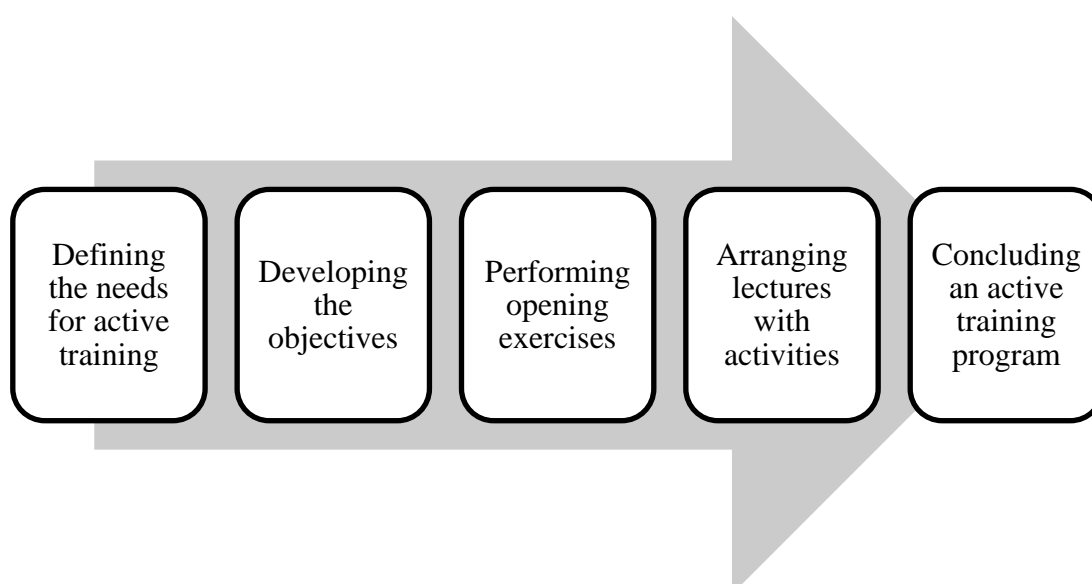 Defining
the needs
for active
training
Developing
the
objectives
Performing
opening
exercises
Arranging
lectures
with
activities
Concluding
an active
training
program